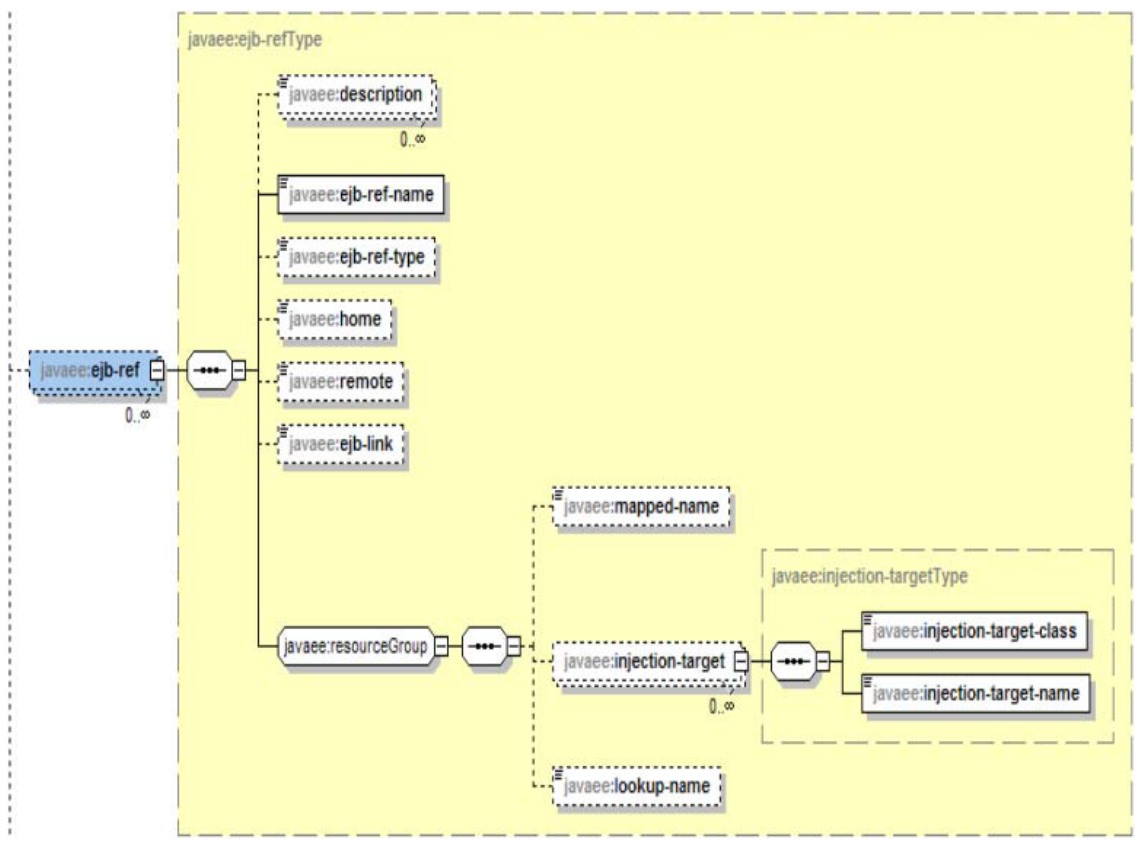 javaee:ejb-refType
javaee:description
0..∞
javaee:ejb-ref-name
javaee:ejb-ref-type
javaee:home
javaee:remote
javaee:ejb-ref
0..∞
javaee:ejb-link
javaee:mapped-name
javaee:injection-targetType
javaee:injection-target-class
javaee:resourceGroup
javaee:injection-target
0..∞
javaee:injection-target-name
javaee:lookup-name